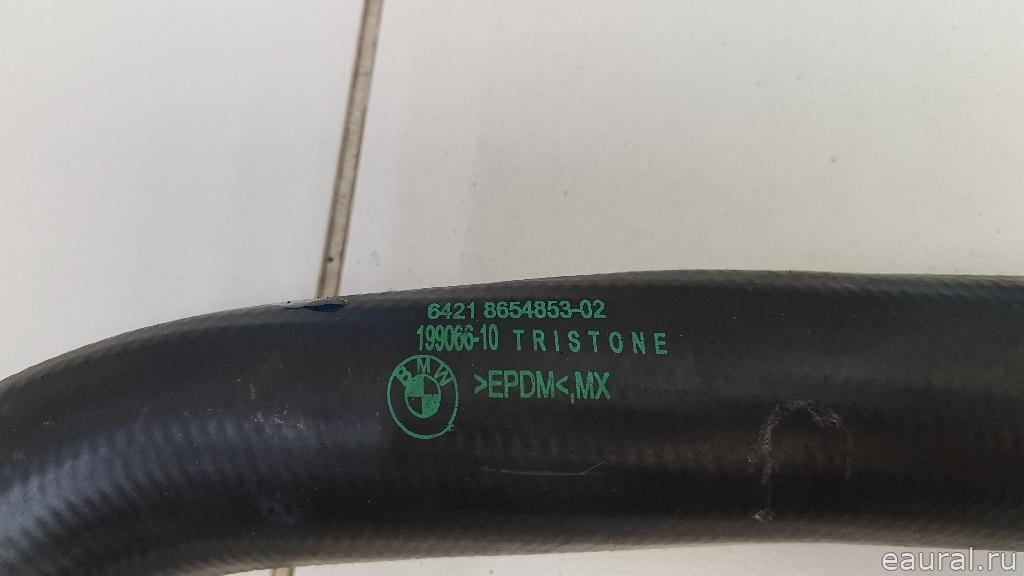 6421 8654853-02
199066-10 TRISTONE
BMW
>EPDM<,MX
eaural.ru